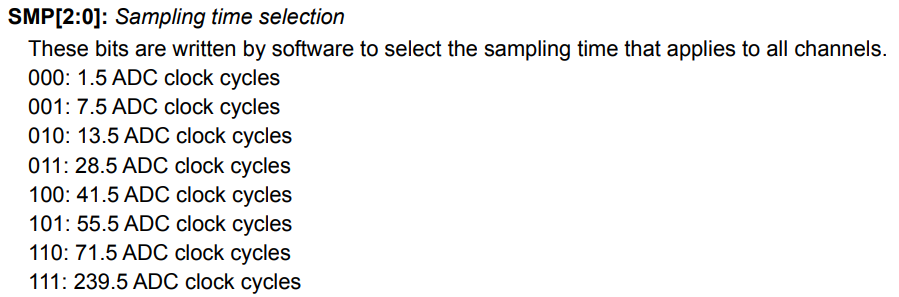 SMP[2:0]: Sampling time selection
These bits are written by software to select the sampling time that applies to all channels.
000: 1.5 ADC clock cycles
001: 7.5 ADC clock cycles
010: 13.5 ADC clock cycles
011: 28.5 ADC clock cycles
100: 41.5 ADC clock cycles
101: 55.5 ADC clock cycles
110: 71.5 ADC clock cycles
111: 239.5 ADC clock cycles